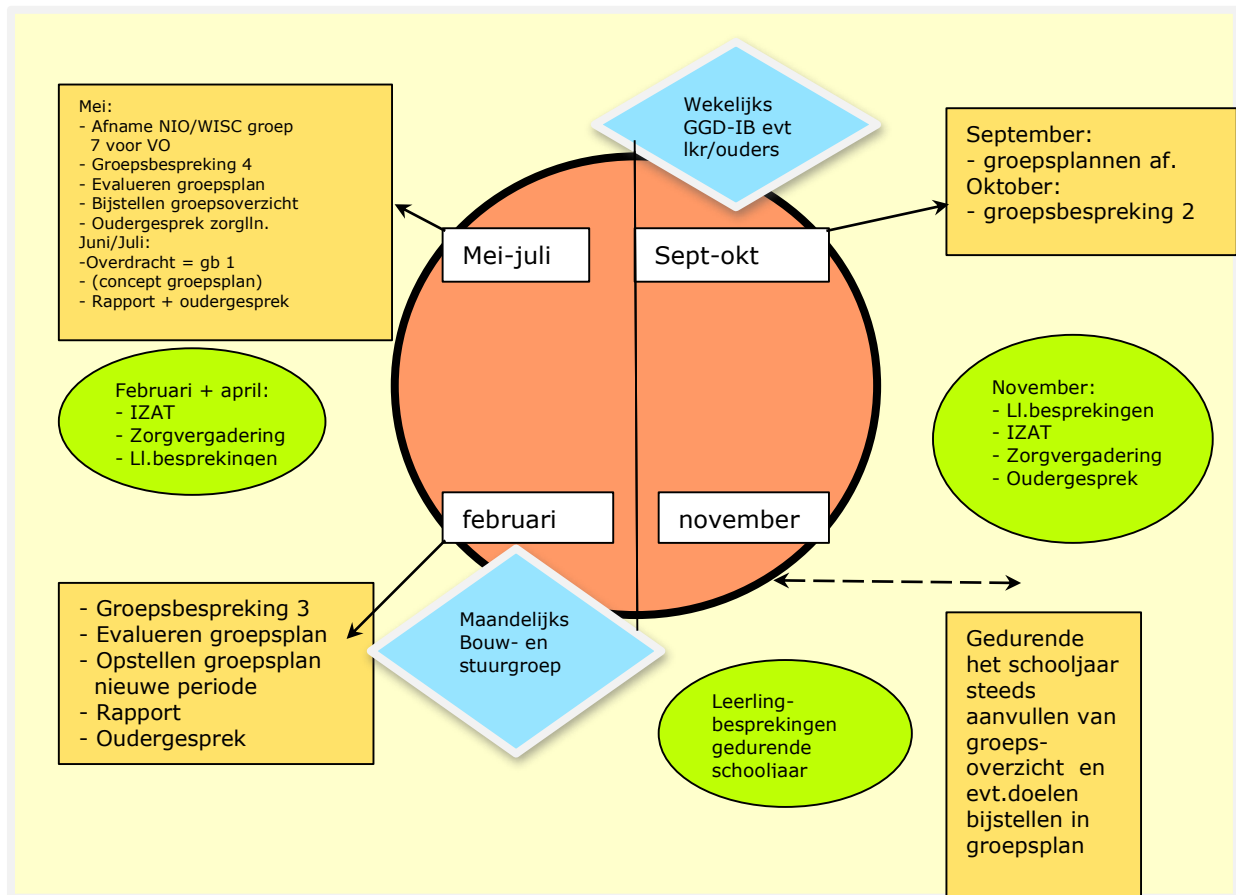 Mei:
- Afname NIO/WISC groep
7 voor VO
- Groepsbespreking 4
- Evalueren groepsplan
- Bijstellen groepsoverzicht
- Oudergesprek zorglln.
Juni/Juli:
-Overdracht = gb 1
- (concept groepsplan)
- Rapport + oudergesprek
Wekelijks
GGD-IB evt
lkr/ouders
September:
- groepsplannen af.
Oktober:
- groepsbespreking 2
Mei-juli
Sept-okt
Februari + april:
- IZAT
- Zorgvergadering
- Ll.besprekingen
November:
- Ll.besprekingen
- IZAT
- Zorgvergadering
- Oudergesprek
februari
november
- Groepsbespreking 3
- Evalueren groepsplan
- Opstellen groepsplan
nieuwe periode
- Rapport
- Oudergesprek
Maandelijks
Bouw- en
stuurgroep
Leerling-
besprekingen
gedurende
schooljaar
Gedurende
het schooljaar
steeds
aanvullen van
groeps-
overzicht en
evt.doelen
bijstellen in
groepsplan